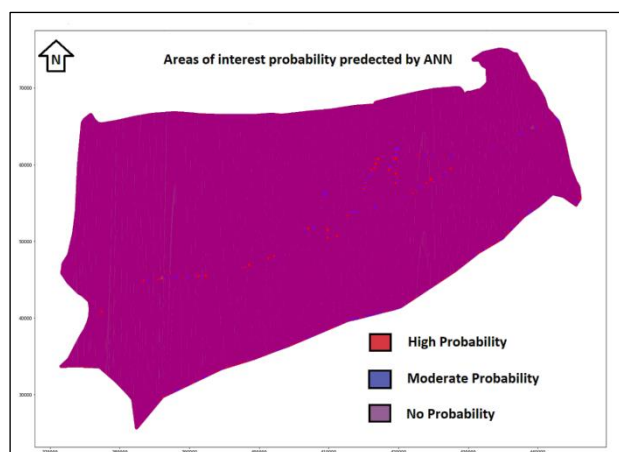 N
Areas of interest probability predected by ANN
70000
60000
50000
40000
30000
High Probability
Moderate Probability
No Probability